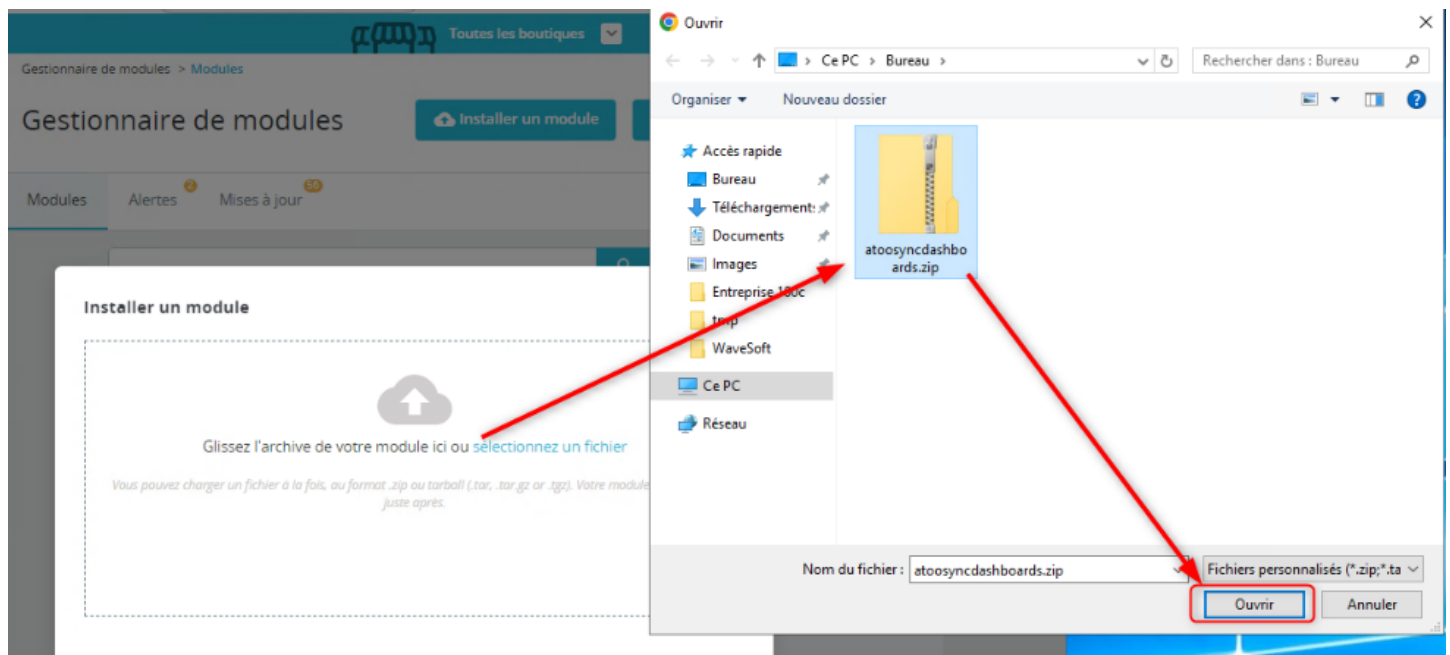 Toutes les boutiques
Gestionnaire de modules > Modules
Gestionnaire de modules
Installer un module
Modules
Alertes
2
Mises à jour
50
Installer un module
Glissez l'archive de votre module ici ou sélectionnez un fichier
Vous pouvez charger un fichier à la fois, au format .zip ou tarball (.tar, .tar.gz or .tgz). Votre module
juste après.
Ouvrir
Ce PC > Bureau >
Rechercher dans : Bureau
Organiser
Nouveau dossier
Accès rapide
Bureau
Téléchargements
Documents
Images
Entreprise 100c
tmp
WaveSoft
Ce PC
Réseau
atoosyncdashbo
ards.zip
Nom du fichier :
atoosyncdashboards.zip
Fichiers personnalisés (*.zip;*.ta
Ouvrir
Annuler